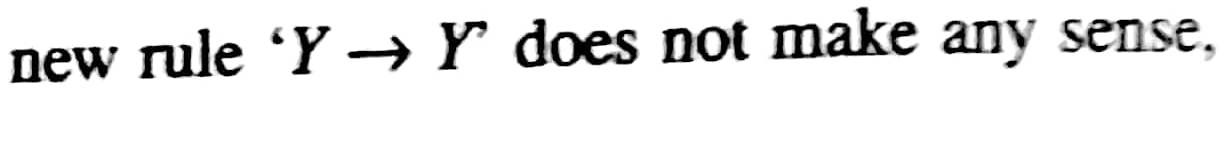 new rule ‘Y → Y’ does not make any sense,